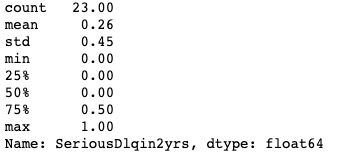 count 23.00
mean 0.26
std 0.45
min 0.00
25% 0.00
50% 0.00
75% 0.50
max 1.00
Name: SeriousDlqin2yrs, dtype: float64